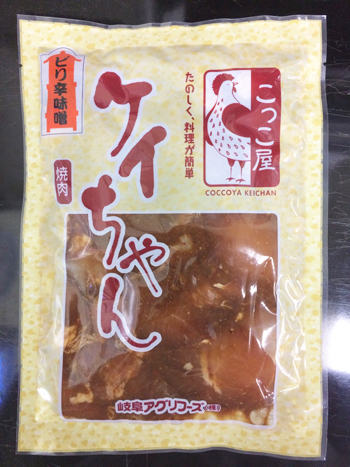 こっこ屋
COCCOYA KEICHAN
たのしく、料理が簡単
ケイちゃん
ピリ辛味噌
焼肉
岐阜アグリフーズ㈱